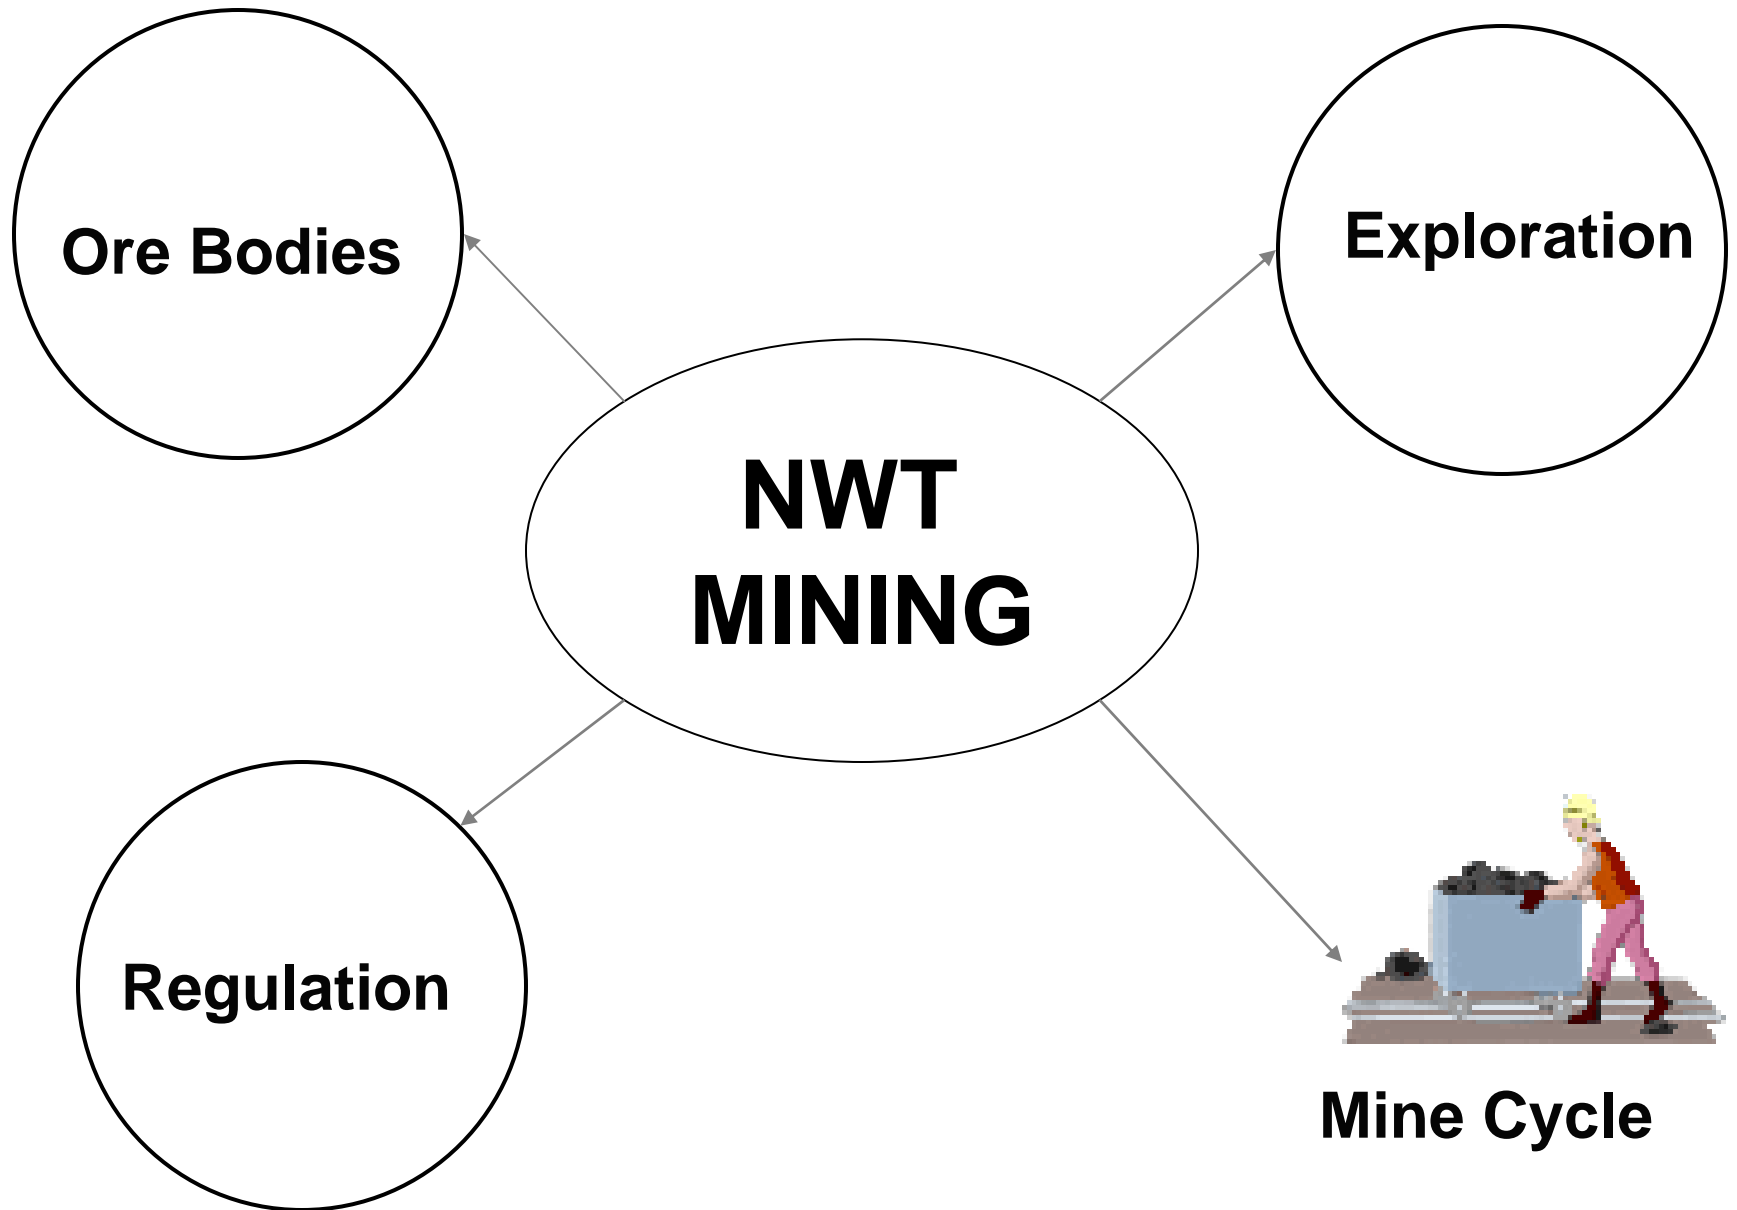 Ore Bodies
Exploration
NWT
MINING
Regulation
Mine Cycle